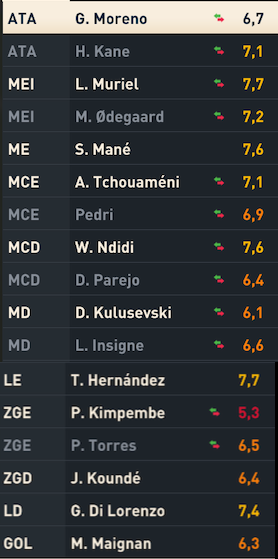 ATA G. Moreno 6,7
ATA H. Kane 7,1
MEI L. Muriel 7,7
MEI M. Ødegaard 7,2
ME S. Mané 7,6
MCE A. Tchouaméni 7,1
MCE Pedri 6,9
MCD W. Ndidi 7,6
MCD D. Parejo 6,4
MD D. Kulusevski 6,1
MD L. Insigne 6,6
LE T. Hernández 7,7
ZGE P. Kimpembe 5,3
ZGE P. Torres 6,5
ZGD J. Koundé 6,4
LD G. Di Lorenzo 7,4
GOL M. Maignan 6,3